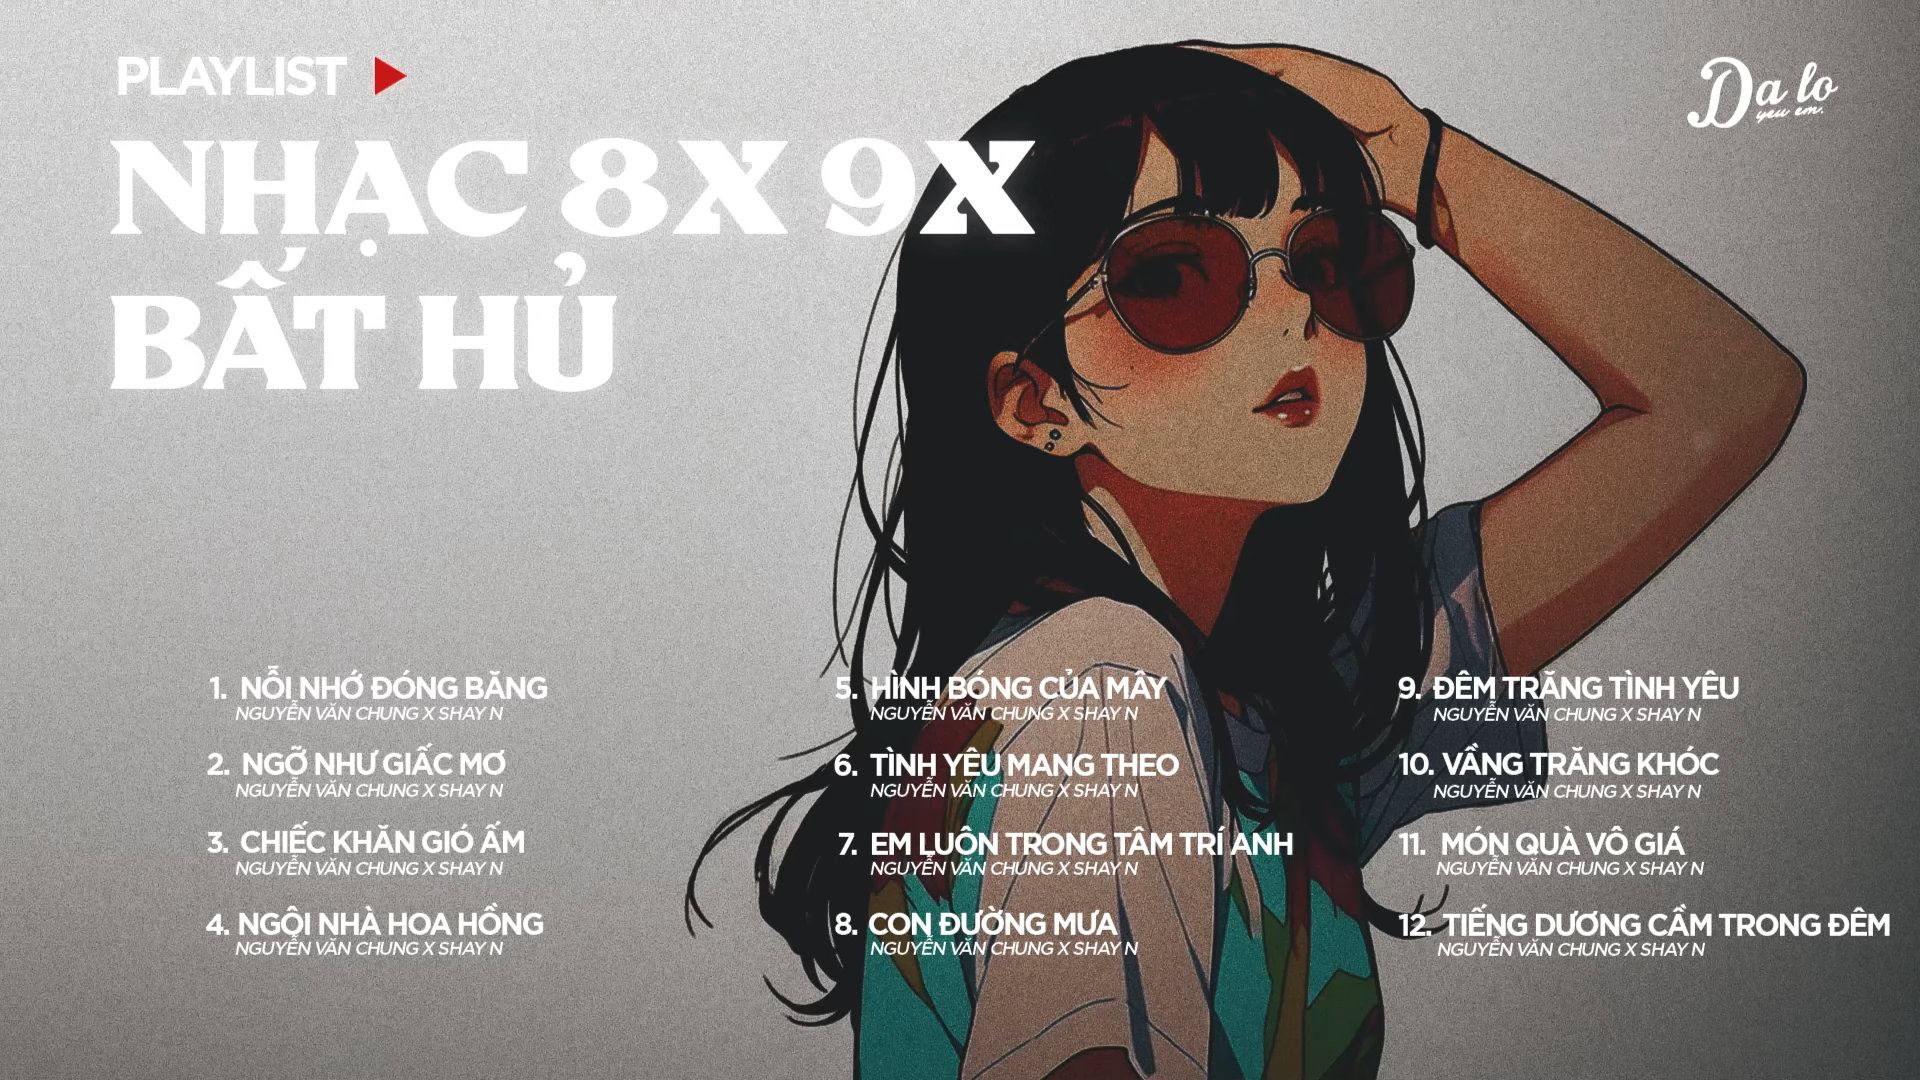 PLAYLIST
NHẠC 8X 9X
BẤT HỦ
Da lo
yeu em.
1. NỖI NHỚ ĐÓNG BĂNG
NGUYỄN VĂN CHUNG X SHAY N
2. NGỠ NHƯ GIẤC MƠ
NGUYỄN VĂN CHUNG X SHAY N
3. CHIẾC KHĂN GIÓ ẤM
NGUYỄN VĂN CHUNG X SHAY N
4. NGÔI NHÀ HOA HỒNG
NGUYỄN VĂN CHUNG X SHAY N
5. HÌNH BÓNG CỦA MÂY
NGUYỄN VĂN CHUNG X SHAY N
6. TÌNH YÊU MANG THEO
NGUYỄN VĂN CHUNG X SHAY N
7. EM LUÔN TRONG TÂM TRÍ ANH
NGUYỄN VĂN CHUNG X SHAY N
8. CON ĐƯỜNG MƯA
NGUYỄN VĂN CHUNG X SHAY N
9. ĐÊM TRĂNG TÌNH YÊU
NGUYỄN VĂN CHUNG X SHAY N
10. VẦNG TRĂNG KHÓC
NGUYỄN VĂN CHUNG X SHAY N
11. MÓN QUÀ VÔ GIÁ
NGUYỄN VĂN CHUNG X SHAY N
12. TIẾNG DƯƠNG CẦM TRONG ĐÊM
NGUYỄN VĂN CHUNG X SHAY N